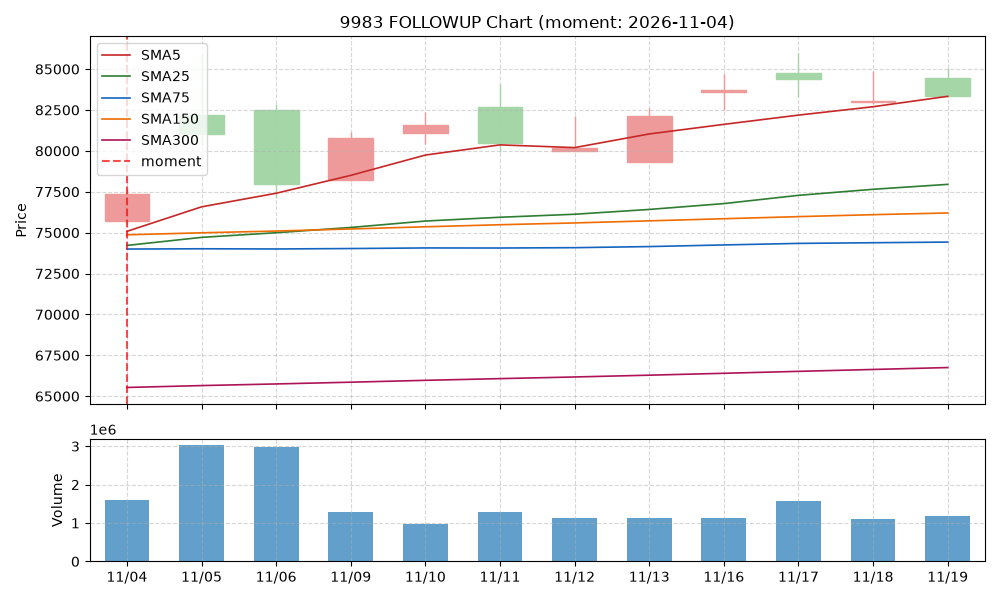 9983 FOLLOWUP Chart (moment: 2026-11-04)
SMA5
SMA25
SMA75
SMA150
SMA300
moment
Price
85000
82500
80000
77500
75000
72500
70000
67500
65000
1e6
Volume
3
2
1
0
11/04 11/05 11/06 11/09 11/10 11/11 11/12 11/13 11/16 11/17 11/18 11/19